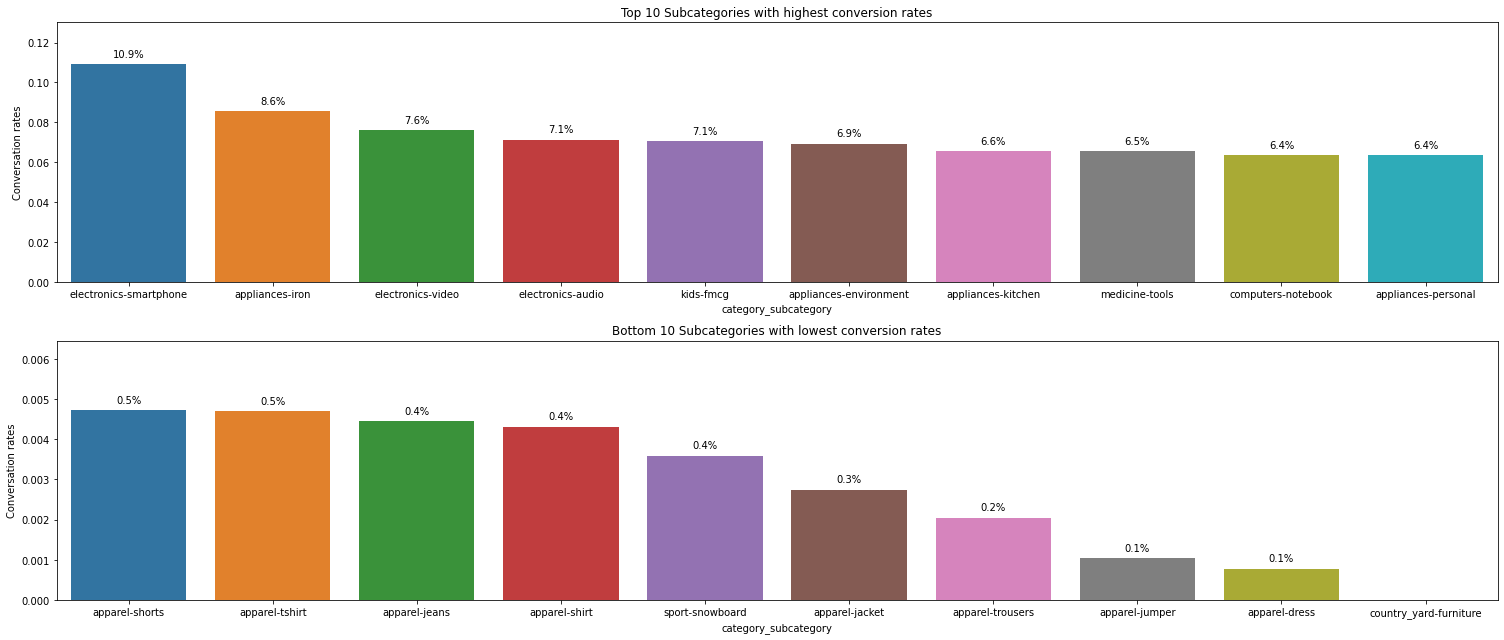 Top 10 Subcategories with highest conversion rates
Conversation rates
0.12
0.10
0.08
0.06
0.04
0.02
0.00
10.9%
8.6%
7.6%
7.1%
7.1%
6.9%
6.6%
6.5%
6.4%
6.4%
electronics-smartphone
appliances-iron
electronics-video
electronics-audio
kids-fmcg
appliances-environment
appliances-kitchen
medicine-tools
computers-notebook
appliances-personal
category_subcategory
Bottom 10 Subcategories with lowest conversion rates
Conversation rates
0.006
0.005
0.004
0.003
0.002
0.001
0.000
0.5%
0.5%
0.4%
0.4%
0.4%
0.3%
0.2%
0.1%
0.1%
apparel-shorts
apparel-tshirt
apparel-jeans
apparel-shirt
sport-snowboard
apparel-jacket
apparel-trousers
apparel-jumper
apparel-dress
country_yard-furniture
category_subcategory